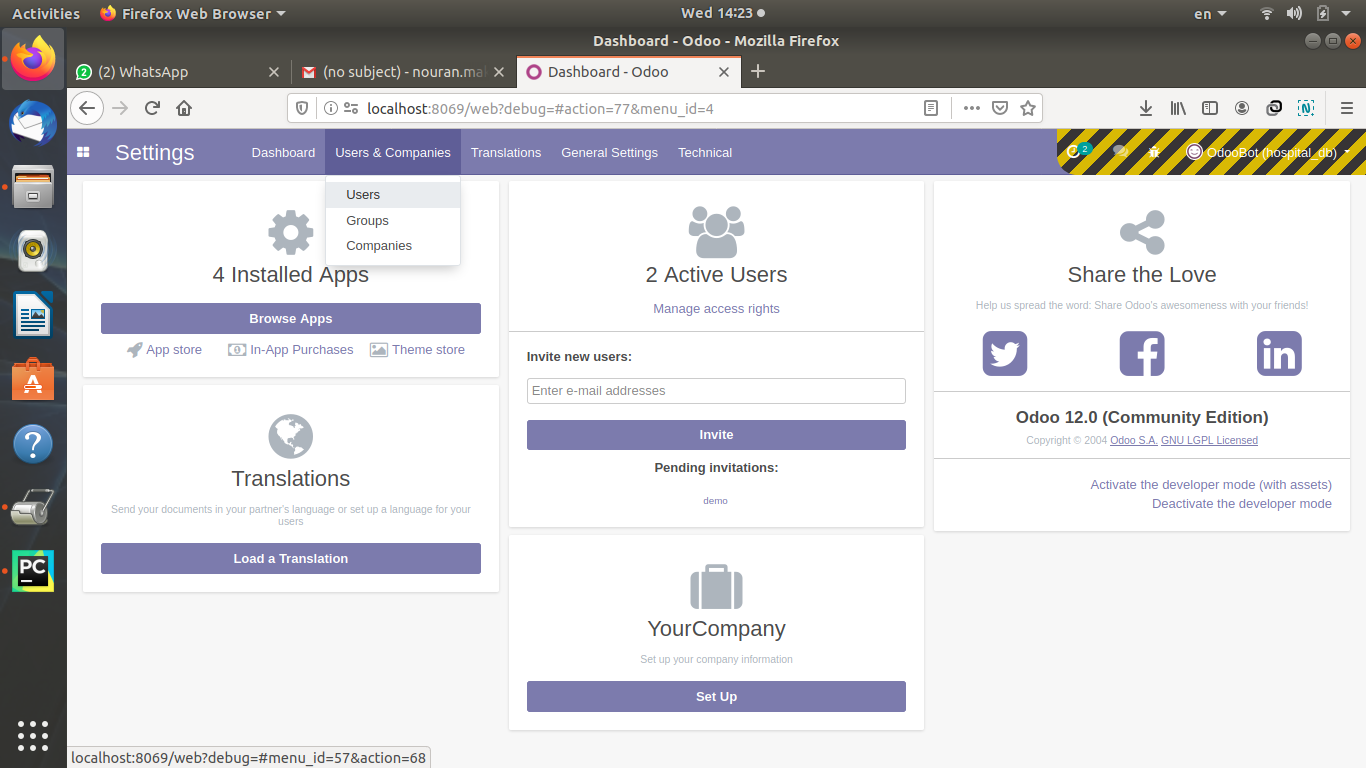 Activities
Firefox Web Browser
Wed 14:23
en
Dashboard - Odoo - Mozilla Firefox
(2) WhatsApp
(no subject) - nouran.ma
Dashboard - Odoo
localhost:8069/web?debug=#action=77&menu_id=4
Settings
Dashboard
Users & Companies
Translations
General Settings
Technical
2
OdooBot (hospital_db)
Users
Groups
Companies
4 Installed Apps
Browse Apps
App store
In-App Purchases
Theme store
Translations
Send your documents in your partner's language or set up a language for your
users
Load a Translation
2 Active Users
Manage access rights
Invite new users:
Enter e-mail addresses
Invite
Pending invitations:
demo
YourCompany
Set up your company information
Set Up
Share the Love
Help us spread the word: Share Odoo's awesomeness with your friends!
Odoo 12.0 (Community Edition)
Copyright © 2004 Odoo S.A. GNU LGPL Licensed
Activate the developer mode (with assets)
Deactivate the developer mode
PC
localhost:8069/web?debug=#menu_id=57&action=68